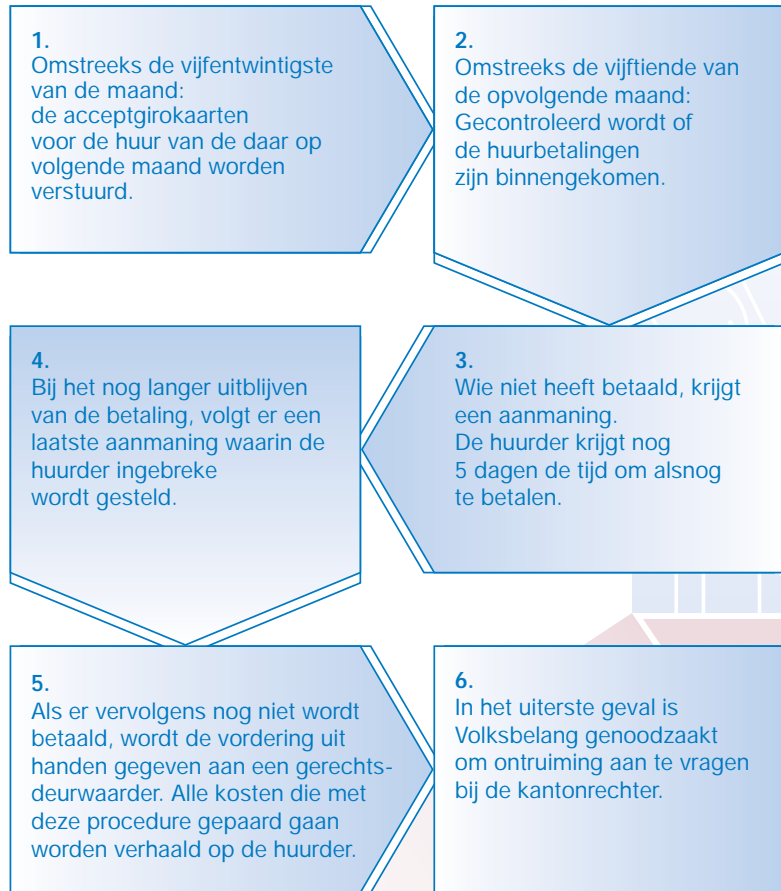 1.
Omstreeks de vijfentwintigste
van de maand:
de acceptgirokaarten
voor de huur van de daar op
volgende maand worden
verstuurd.
2.
Omstreeks de vijftiende van
de opvolgende maand:
Gecontroleerd wordt of
de huurbetalingen
zijn binnengekomen.
3.
Wie niet heeft betaald, krijgt
een aanmaning.
De huurder krijgt nog
5 dagen de tijd om alsnog
te betalen.
4.
Bij het nog langer uitblijven
van de betaling, volgt er een
laatste aanmaning waarin de
huurder ingebreke
wordt gesteld.
5.
Als er vervolgens nog niet wordt
betaald, wordt de vordering uit
handen gegeven aan een gerechts-
deurwaarder. Alle kosten die met
deze procedure gepaard gaan
worden verhaald op de huurder.
6.
In het uiterste geval is
Volksbelang genoodzaakt
om ontruiming aan te vragen
bij de kantonrechter.